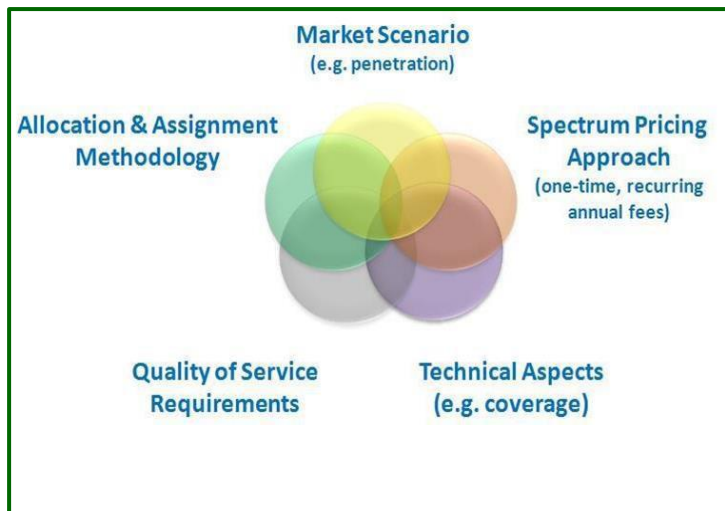 Market Scenario
(e.g. penetration)
Allocation & Assignment
Methodology
Spectrum Pricing
Approach
(one-time, recurring
annual fees)
Quality of Service
Requirements
Technical Aspects
(e.g. coverage)